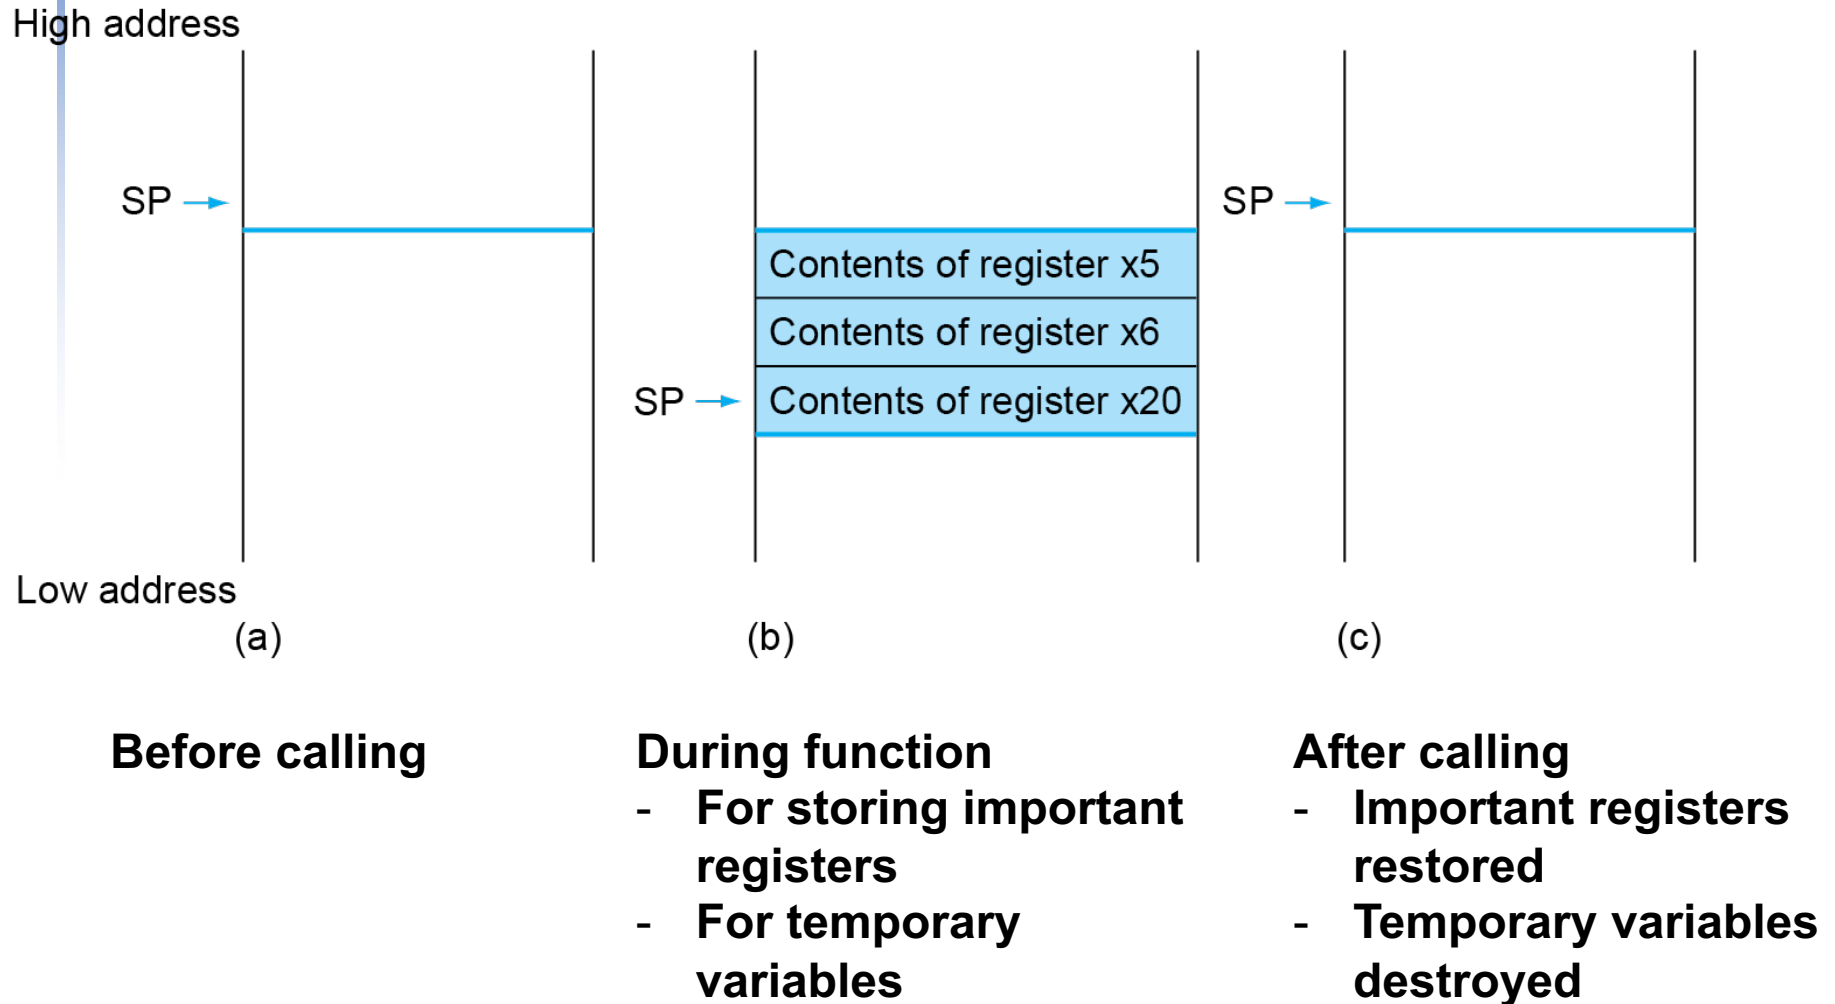 High address
SP
SP
Contents of register x5
Contents of register x6
SP
Contents of register x20
Low address
(a)
(b)
(c)
Before calling
During function
- For storing important
registers
- For temporary
variables
After calling
- Important registers
restored
- Temporary variables
destroyed